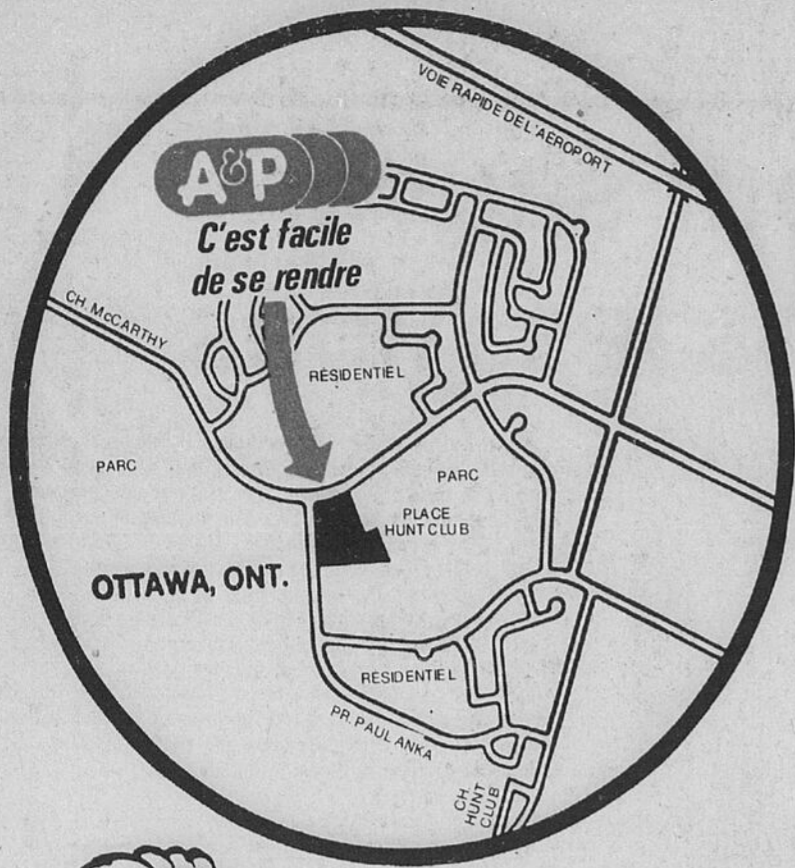 VOIE RAPIDE DE L'AÉROPORT
A&P
C'est facile
de se rendre
CH. McCARTHY
RÉSIDENTIEL
PARC
PARC
PLACE
HUNT CLUB
OTTAWA, ONT.
RÉSIDENTIEL
PR. PAUL ANKA
CH.
HUNT
CLUB